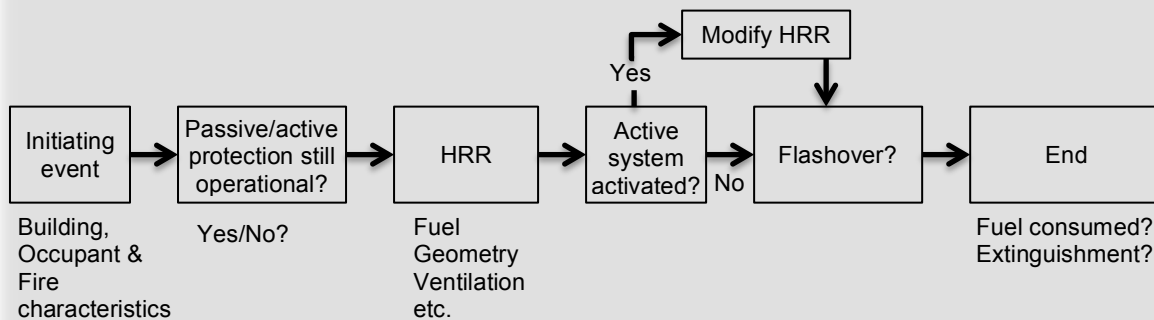 Modify HRR
Yes
Initiating
event
Passive/active
protection still
operational?
HRR
Active
system
activated?
No
Flashover?
End
Building,
Occupant &
Fire
characteristics
Yes/No?
Fuel
Geometry
Ventilation
etc.
Fuel consumed?
Extinguishment?